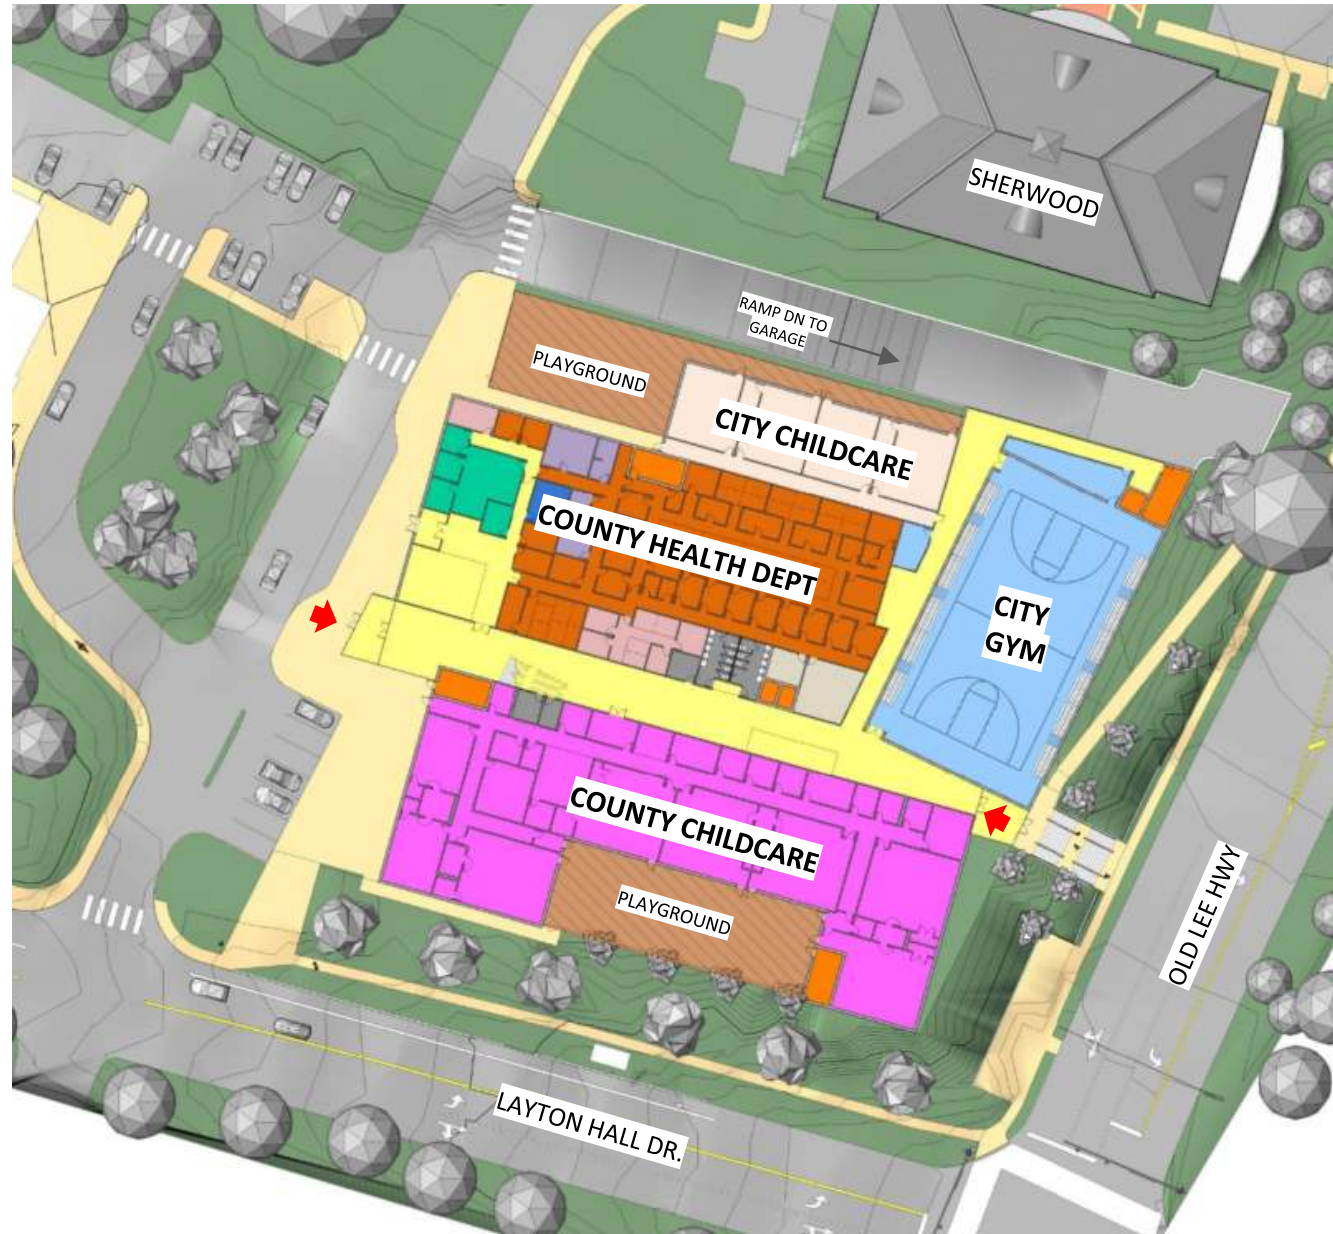 SHERWOOD
RAMP DN TO
GARAGE
PLAYGROUND
CITY CHILDCARE
COUNTY HEALTH DEPT
CITY
GYM
COUNTY CHILDCARE
PLAYGROUND
OLD LEE HWY
LAYTON HALL DR.